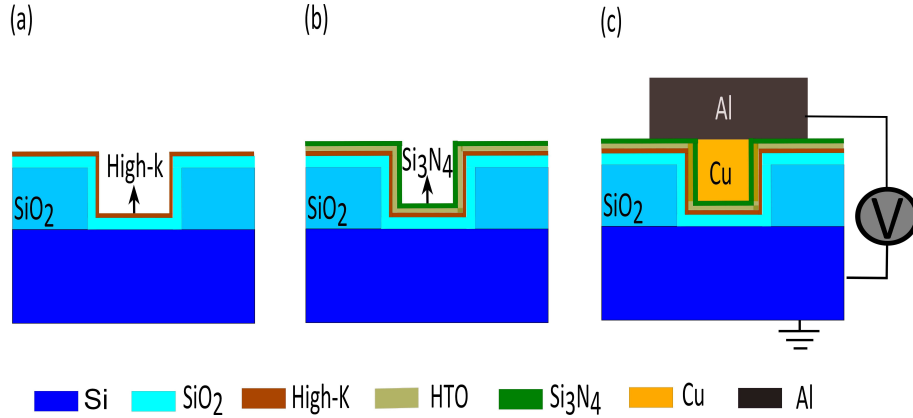 (a)
High-k
SiO₂
(b)
Si₃N₄
SiO₂
(c)
Al
Cu
SiO₂
V
Si
SiO₂
High-K
HTO
Si₃N₄
Cu
Al